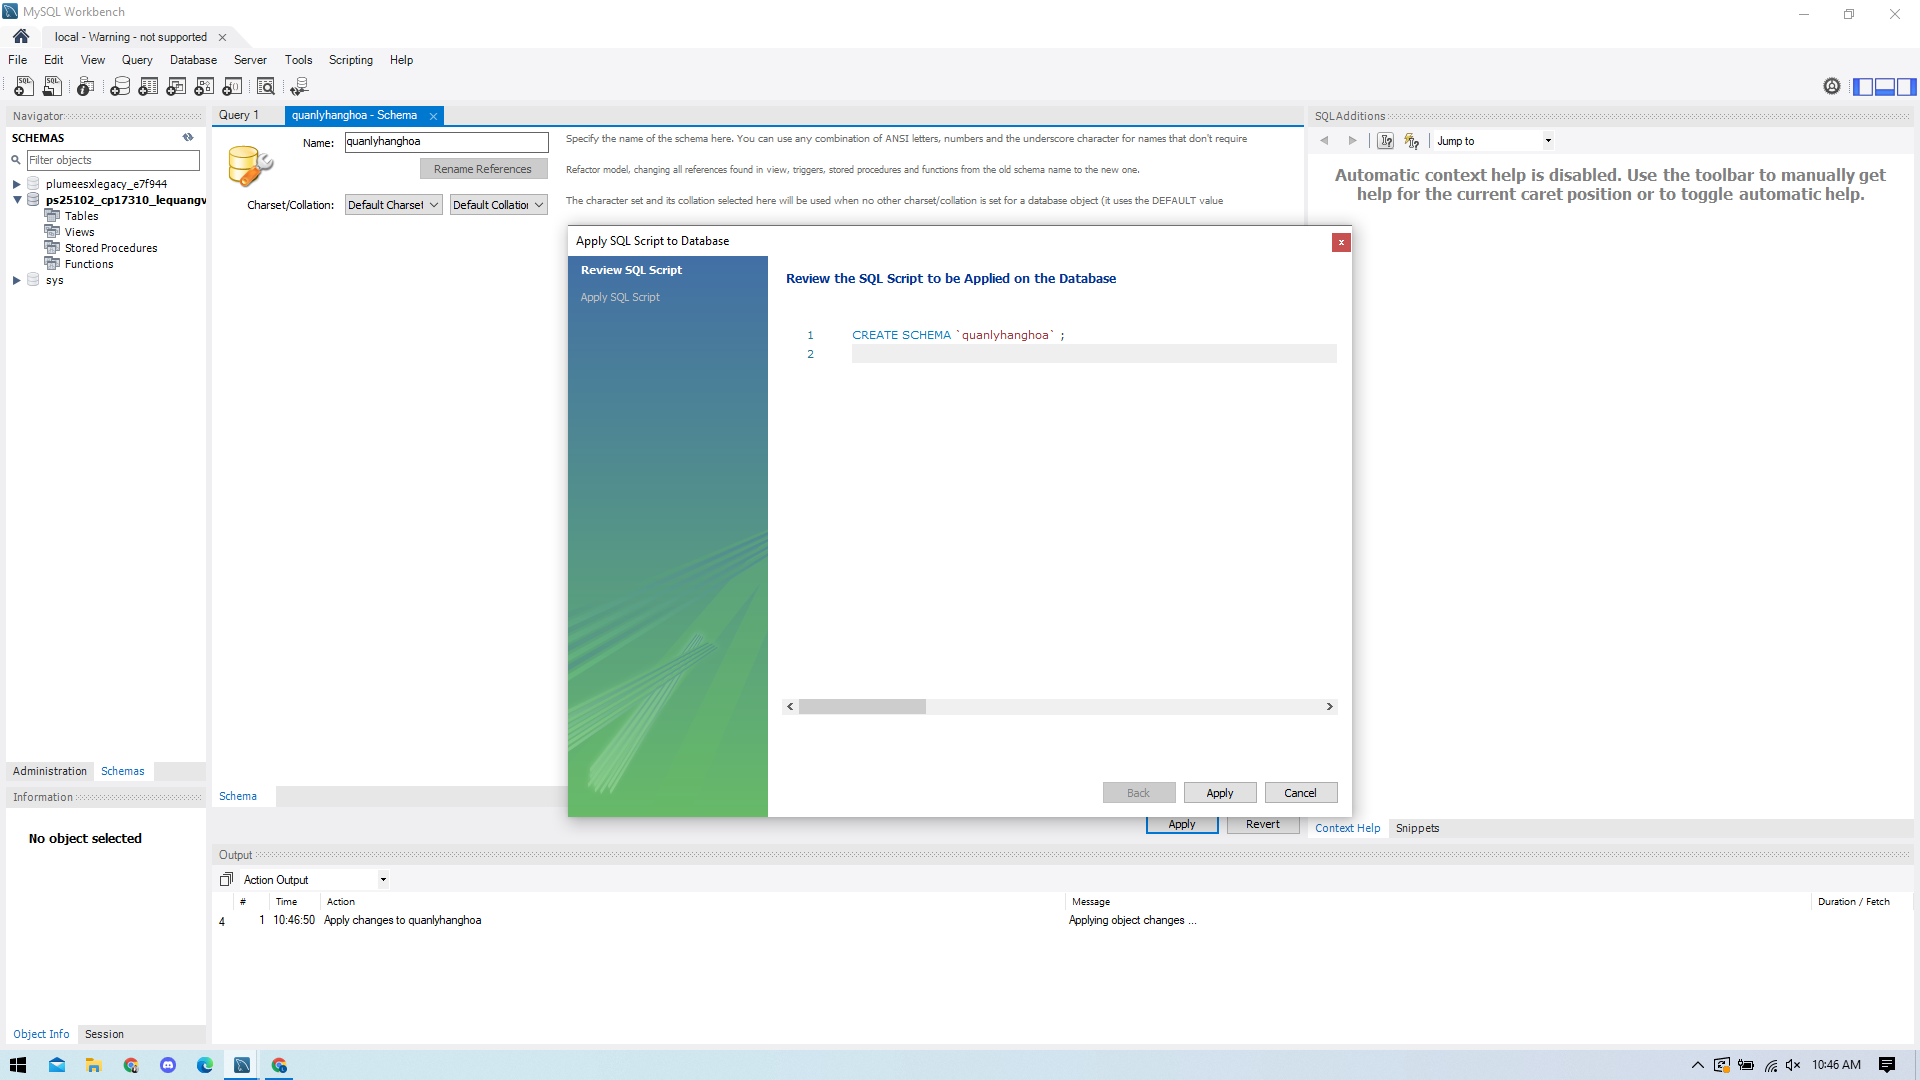 MySQL Workbench
local - Warning - not supported
File Edit View Query Database Server Tools Scripting Help
Navigator
SCHEMAS
Filter objects
plumeesxlegacy_e7f944
ps25102_cp17310_lequangv
Tables
Views
Stored Procedures
Functions
sys
Administration Schemas
Information
No object selected
Object Info Session
Query 1 quanlyhanghoa - Schema
Name: quanlyhanghoa
Specify the name of the schema here. You can use any combination of ANSI letters, numbers and the underscore character for names that don't require
Rename References
Refactor model, changing all references found in view, triggers, stored procedures and functions from the old schema name to the new one.
Charset/Collation: Default Charset Default Collation
The character set and its collation selected here will be used when no other charset/collation is set for a database object (it uses the DEFAULT value
Apply SQL Script to Database
x
Review SQL Script
Apply SQL Script
Review the SQL Script to be Applied on the Database
1 CREATE SCHEMA `quanlyhanghoa` ;
2
Back Apply Cancel
Schema
Apply Revert
SQLAdditions
Jump to
Automatic context help is disabled. Use the toolbar to manually get
help for the current caret position or to toggle automatic help.
Context Help Snippets
Output
Action Output
# Time Action Message Duration / Fetch
4 1 10:46:50 Apply changes to quanlyhanghoa Applying object changes ...
10:46 AM